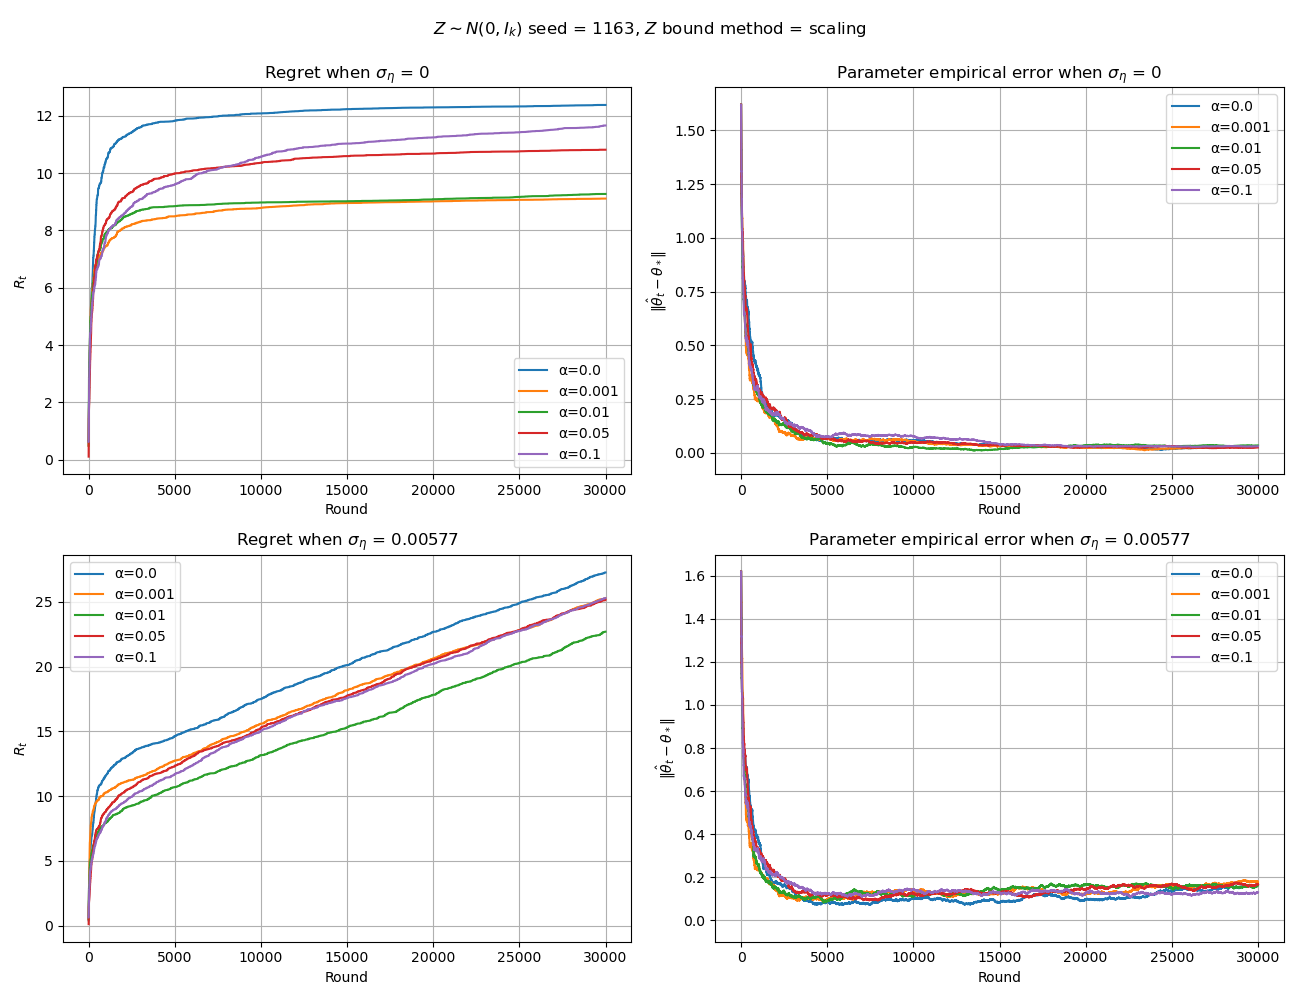 Z ∼ N(0, I_k) seed = 1163, Z bound method = scaling
Regret when σ_η = 0
R_t
12
10
8
6
4
2
0
0 5000 10000 15000 20000 25000 30000
Round
α=0.0
α=0.001
α=0.01
α=0.05
α=0.1
Parameter empirical error when σ_η = 0
‖θ̂_t − θ_*‖
1.50
1.25
1.00
0.75
0.50
0.25
0.00
0 5000 10000 15000 20000 25000 30000
Round
α=0.0
α=0.001
α=0.01
α=0.05
α=0.1
Regret when σ_η = 0.00577
R_t
25
20
15
10
5
0
0 5000 10000 15000 20000 25000 30000
Round
α=0.0
α=0.001
α=0.01
α=0.05
α=0.1
Parameter empirical error when σ_η = 0.00577
‖θ̂_t − θ_*‖
1.6
1.4
1.2
1.0
0.8
0.6
0.4
0.2
0.0
0 5000 10000 15000 20000 25000 30000
Round
α=0.0
α=0.001
α=0.01
α=0.05
α=0.1